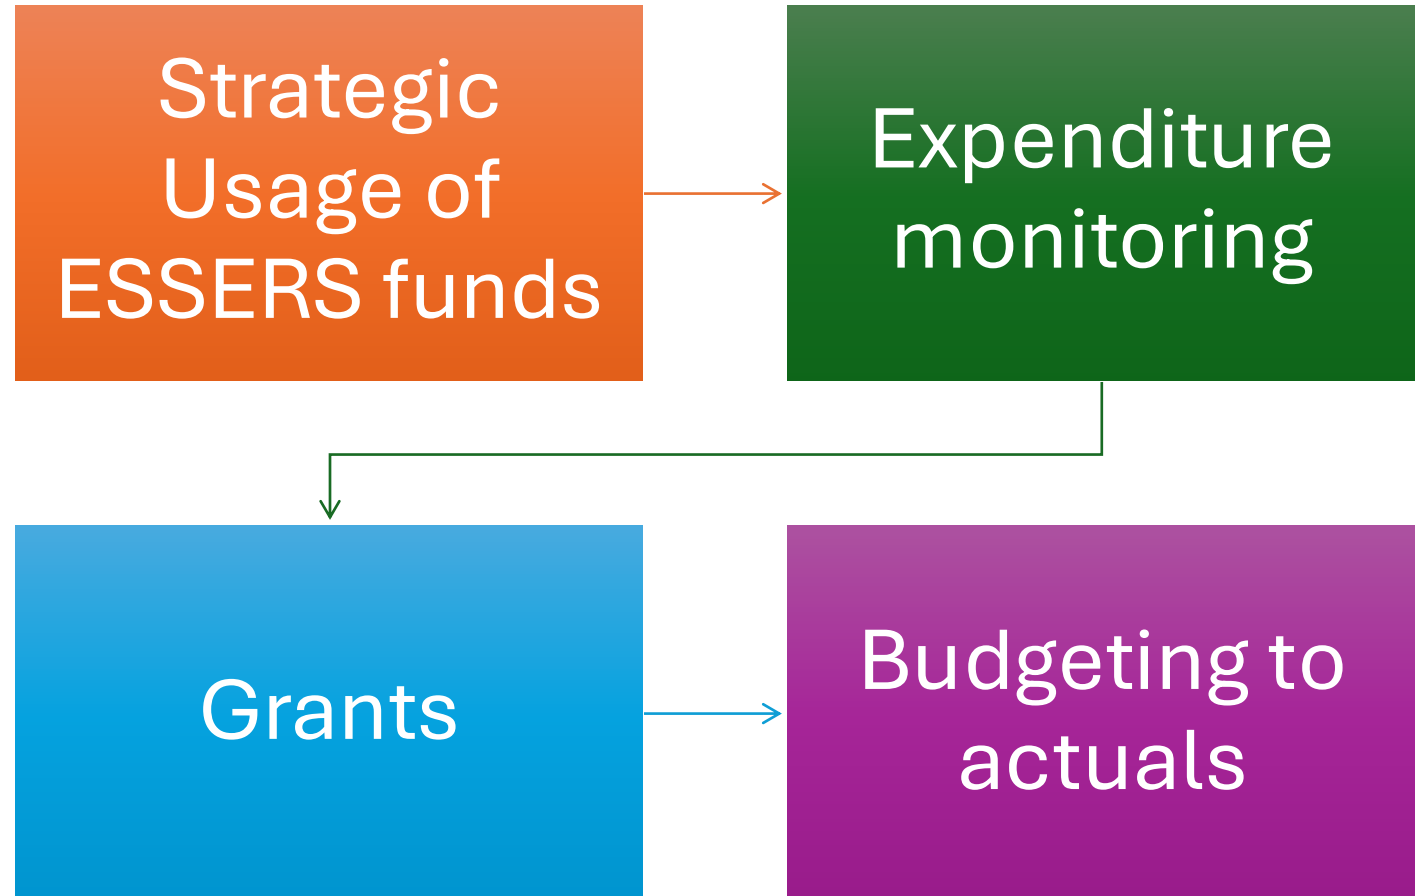 Strategic
Usage of
ESSERS funds
Expenditure
monitoring
Grants
Budgeting to
actuals